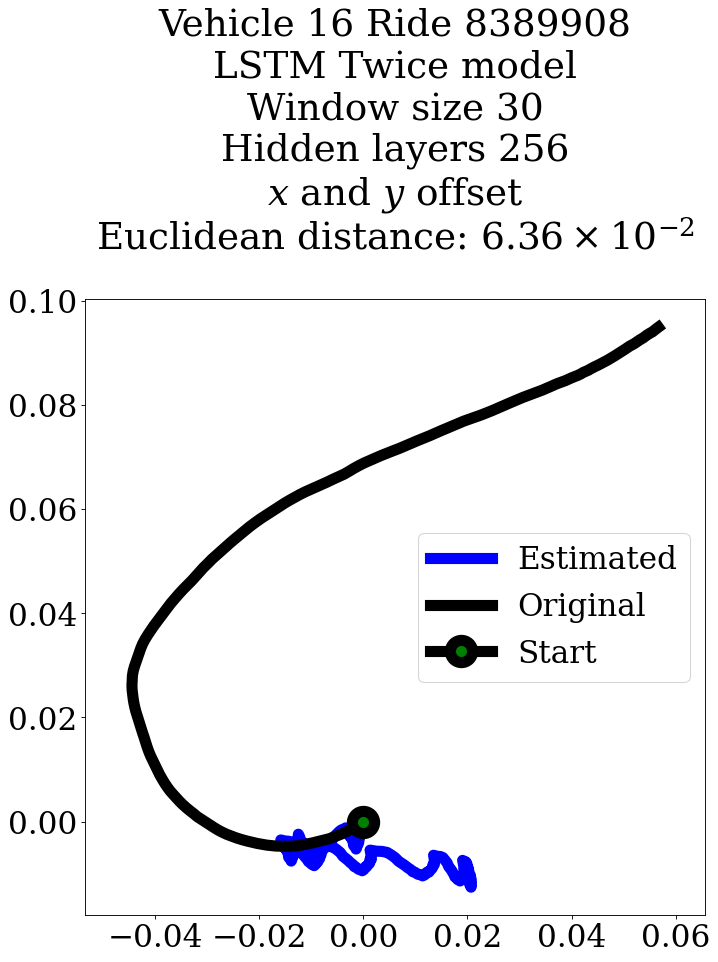 Vehicle 16 Ride 8389908
LSTM Twice model
Window size 30
Hidden layers 256
x and y offset
Euclidean distance: 6.36 × 10⁻²
0.10
0.08
0.06
0.04
0.02
0.00
Estimated
Original
Start
−0.04 −0.02 0.00 0.02 0.04 0.06